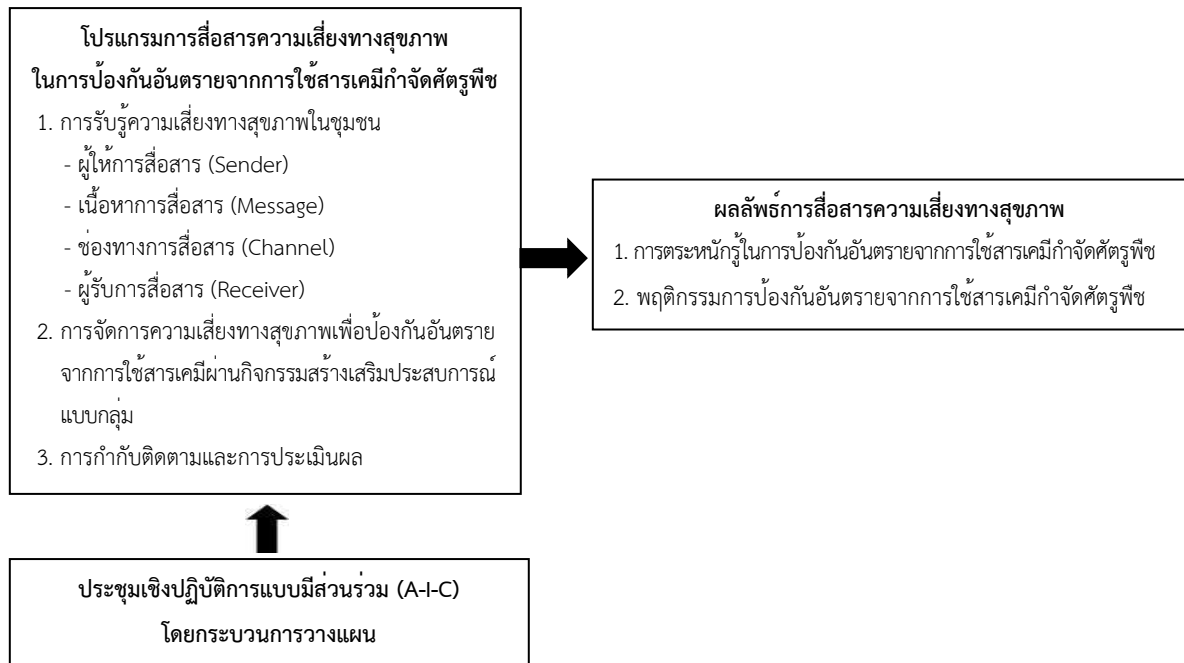 โปรแกรมการสื่อสารความเสี่ยงทางสุขภาพ
ในการป้องกันอันตรายจากการใช้สารเคมีกำจัดศัตรูพืช
1. การรับรู้ความเสี่ยงทางสุขภาพในชุมชน
- ผู้ให้การสื่อสาร (Sender)
- เนื้อหาการสื่อสาร (Message)
- ช่องทางการสื่อสาร (Channel)
- ผู้รับการสื่อสาร (Receiver)
2. การจัดการความเสี่ยงทางสุขภาพเพื่อป้องกันอันตราย
จากการใช้สารเคมีผ่านกิจกรรมสร้างเสริมประสบการณ์
แบบกลุ่ม
3. การกำกับติดตามและการประเมินผล
ผลลัพธ์การสื่อสารความเสี่ยงทางสุขภาพ
1. การตระหนักรู้ในการป้องกันอันตรายจากการใช้สารเคมีกำจัดศัตรูพืช
2. พฤติกรรมการป้องกันอันตรายจากการใช้สารเคมีกำจัดศัตรูพืช
ประชุมเชิงปฏิบัติการแบบมีส่วนร่วม (A-I-C)
โดยกระบวนการวางแผน